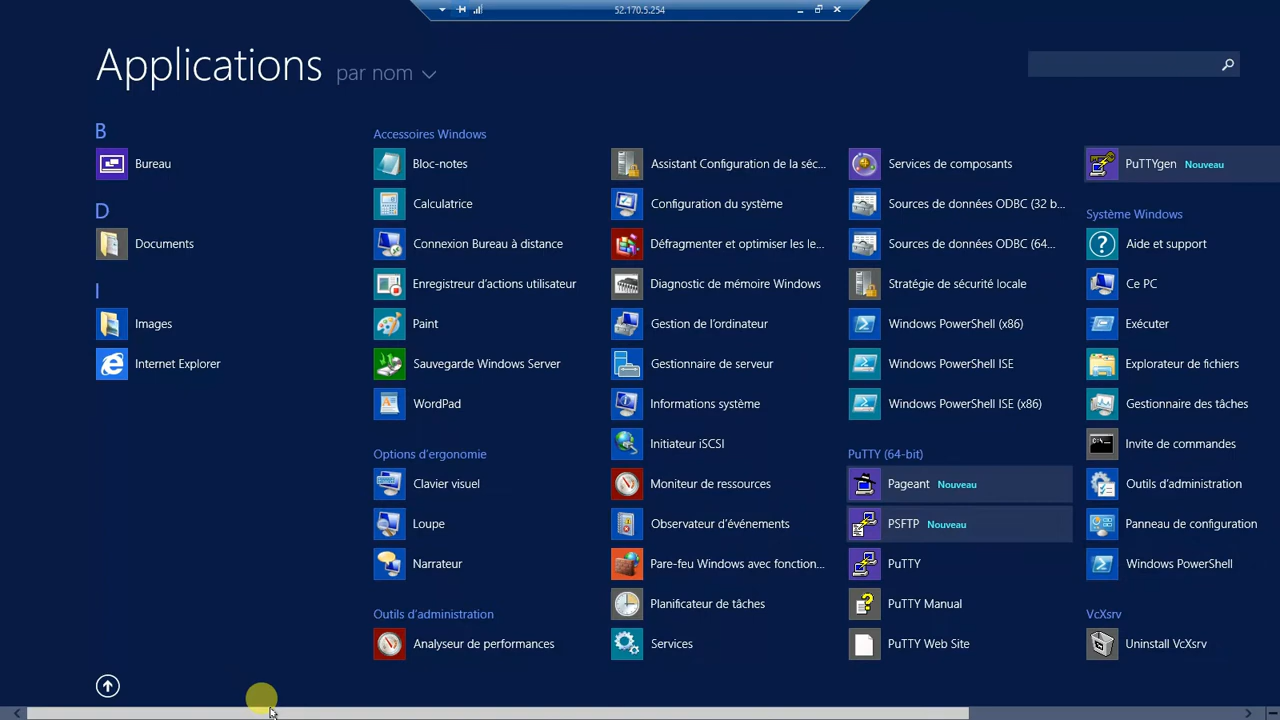 52.170.5.254
Applications par nom
B
Bureau
D
Documents
I
Images
Internet Explorer
Accessoires Windows
Bloc-notes
Calculatrice
Connexion Bureau à distance
Enregistreur d'actions utilisateur
Paint
Sauvegarde Windows Server
WordPad
Options d'ergonomie
Clavier visuel
Loupe
Narrateur
Outils d'administration
Analyseur de performances
Assistant Configuration de la séc...
Configuration du système
Défragmenter et optimiser les le...
Diagnostic de mémoire Windows
Gestion de l'ordinateur
Gestionnaire de serveur
Informations système
Initiateur iSCSI
Moniteur de ressources
Observateur d'événements
Pare-feu Windows avec fonction...
Planificateur de tâches
Services
Services de composants
Sources de données ODBC (32 b...
Sources de données ODBC (64...
Stratégie de sécurité locale
Windows PowerShell (x86)
Windows PowerShell ISE
Windows PowerShell ISE (x86)
PuTTY (64-bit)
Pageant Nouveau
PSFTP Nouveau
PuTTY
PuTTY Manual
PuTTY Web Site
PuTTYgen Nouveau
Système Windows
Aide et support
Ce PC
Exécuter
Explorateur de fichiers
Gestionnaire des tâches
Invite de commandes
Outils d'administration
Panneau de configuration
Windows PowerShell
VcXsrv
Uninstall VcXsrv